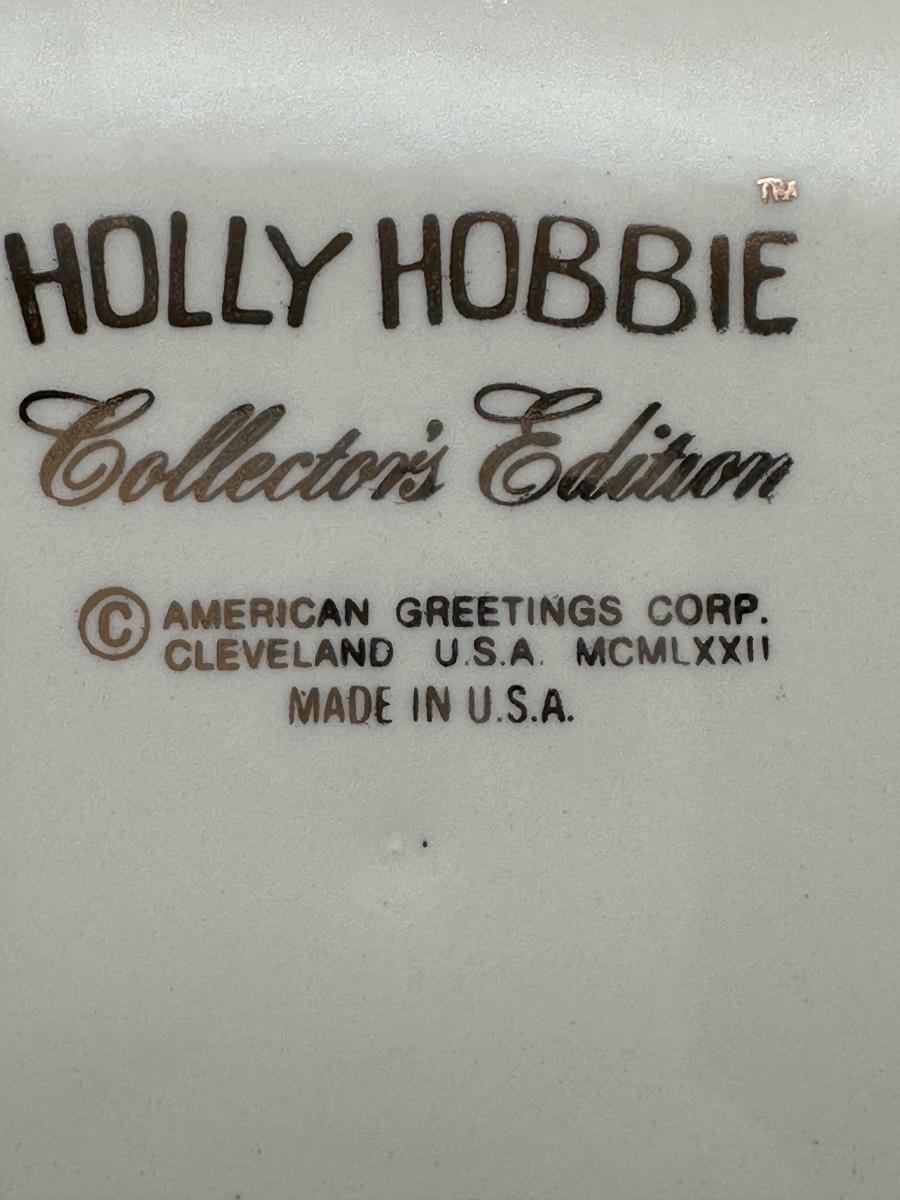 HOLLY HOBBIE™
Collector's Edition
© AMERICAN GREETINGS CORP.
CLEVELAND U.S.A. MCMLXXII
MADE IN U.S.A.